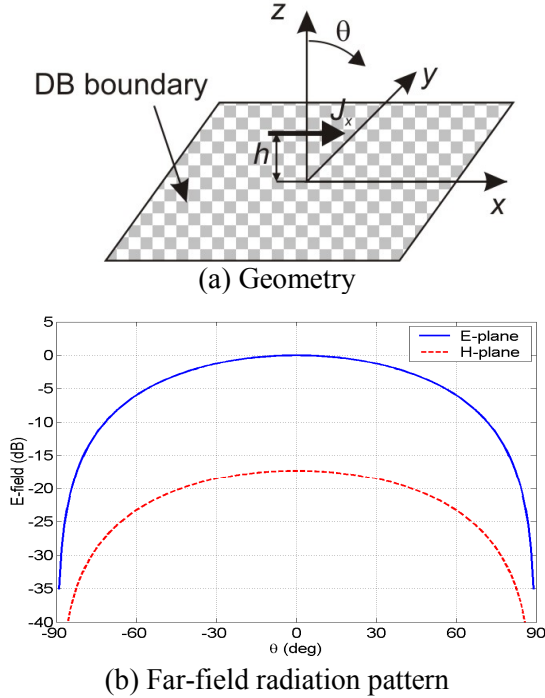 z
θ
y
DB boundary
J_x
h
x
(a) Geometry
E-field (dB)
5
0
-5
-10
-15
-20
-25
-30
-35
-40
E-plane
H-plane
-90 -60 -30 0 30 60 90
θ (deg)
(b) Far-field radiation pattern